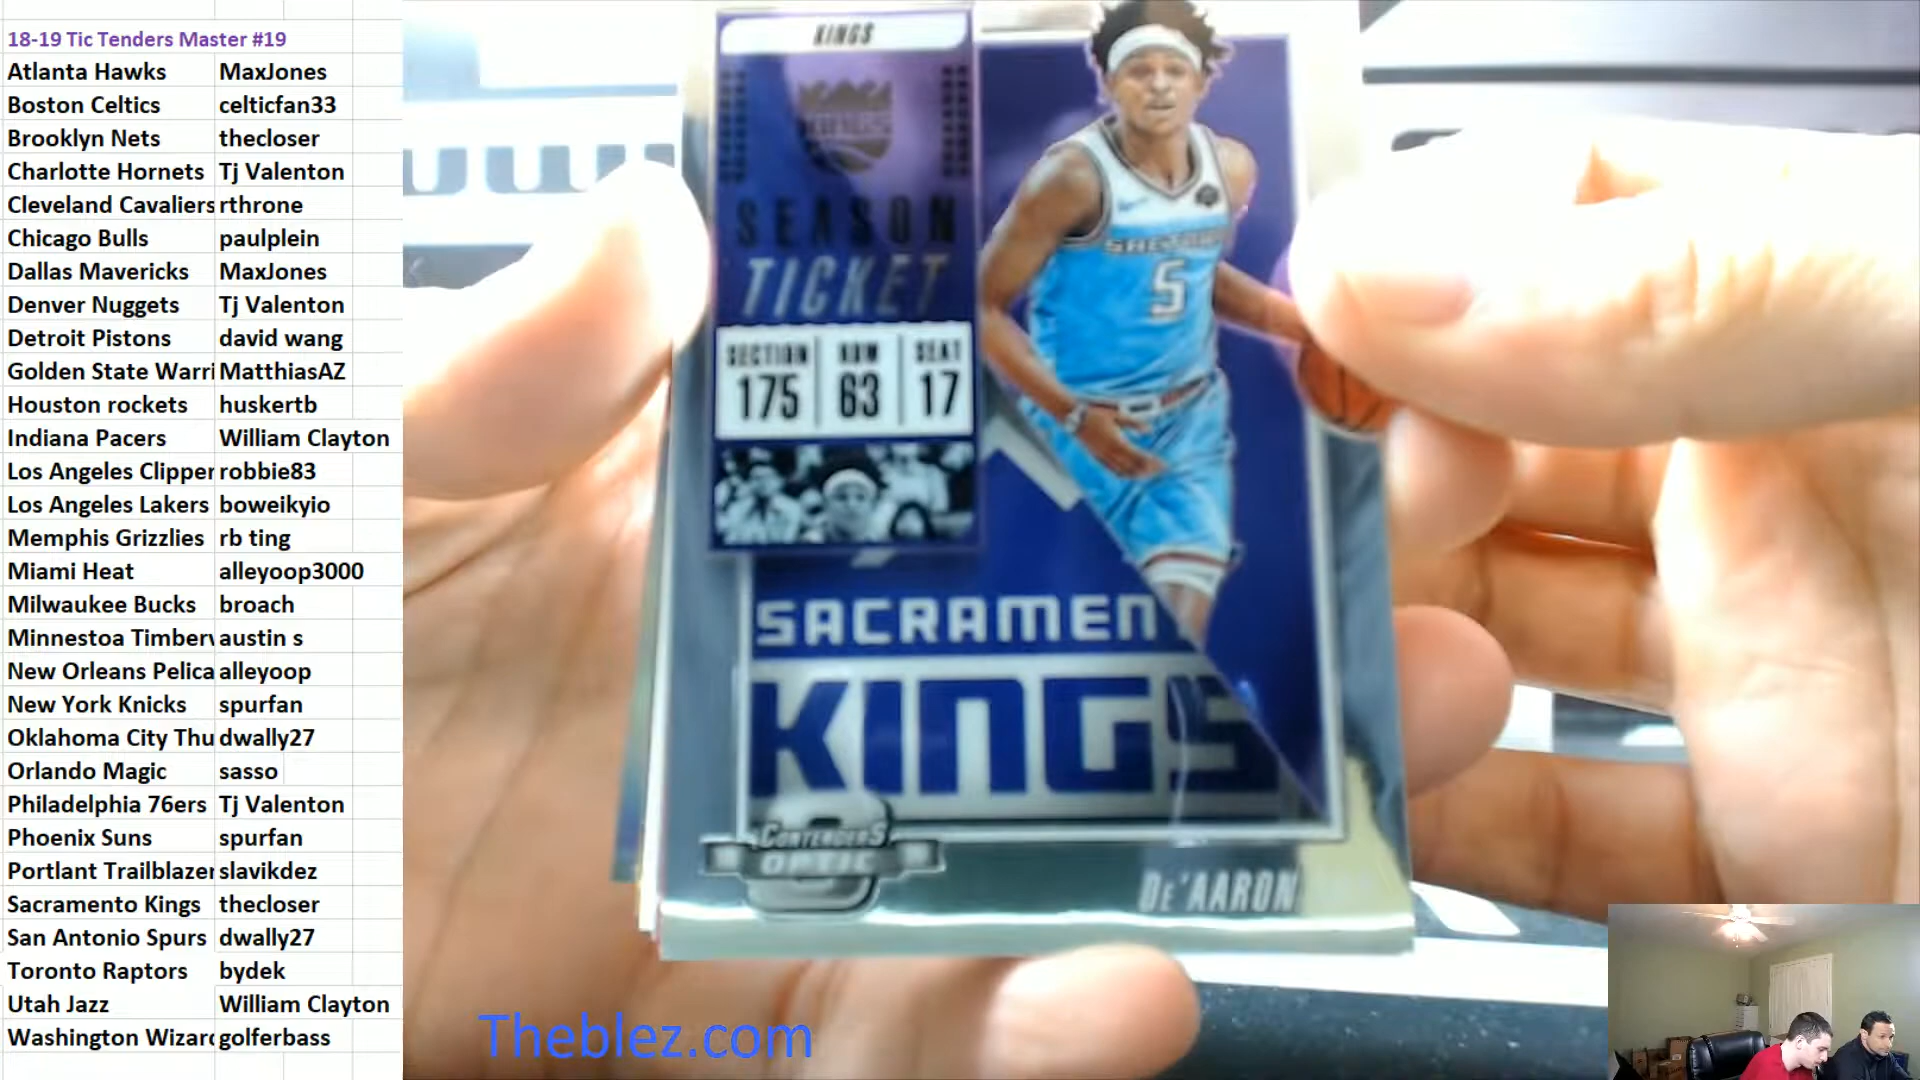 18-19 Tic Tenders Master #19
Atlanta Hawks MaxJones
Boston Celtics celticfan33
Brooklyn Nets thecloser
Charlotte Hornets Tj Valenton
Cleveland Cavaliers rthrone
Chicago Bulls paulplein
Dallas Mavericks MaxJones
Denver Nuggets Tj Valenton
Detroit Pistons david wang
Golden State Warri MatthiasAZ
Houston rockets huskertb
Indiana Pacers William Clayton
Los Angeles Clipper robbie83
Los Angeles Lakers boweikyio
Memphis Grizzlies rb ting
Miami Heat alleyoop3000
Milwaukee Bucks broach
Minnestoa Timberv austin s
New Orleans Pelica alleyoop
New York Knicks spurfan
Oklahoma City Thu dwally27
Orlando Magic sasso
Philadelphia 76ers Tj Valenton
Phoenix Suns spurfan
Portlant Trailblazer slavikdez
Sacramento Kings thecloser
San Antonio Spurs dwally27
Toronto Raptors bydek
Utah Jazz William Clayton
Washington Wizard golferbass
KINGS
KINGS
SEASON
TICKET
SECTION ROW SEAT
175 63 17
5
SACRAMEN
KINGS
CONTENDERS
OPTIC
DE'AARON
Theblez.com